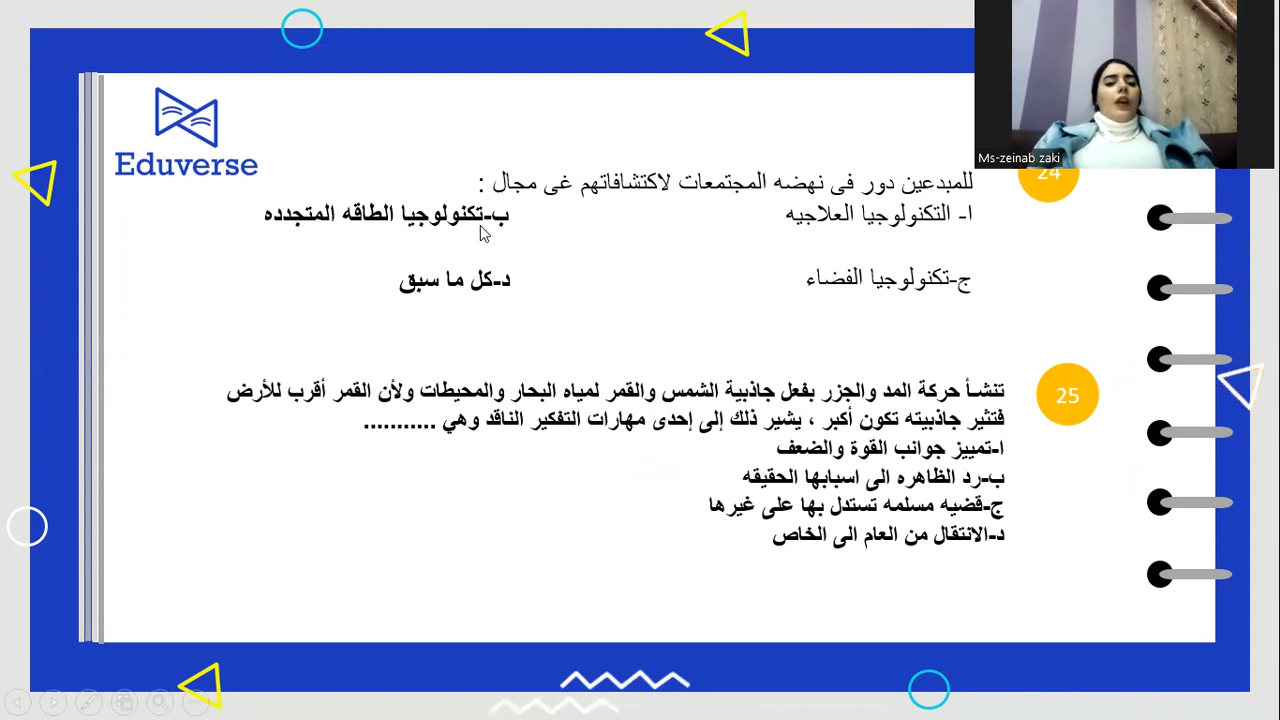 Eduverse
Ms-zeinab zaki
24
للمبدعين دور فى نهضه المجتمعات لاكتشافاتهم غى مجال :
ا- التكنولوجيا العلاجيه
ب-تكنولوجيا الطاقه المتجدده
ج-تكنولوجيا الفضاء
د-كل ما سبق
25
تنشأ حركة المد والجزر بفعل جاذبية الشمس والقمر لمياه البحار والمحيطات ولأن القمر أقرب للأرض
فتثير جاذبيته تكون أكبر ، يشير ذلك إلى إحدى مهارات التفكير الناقد وهي ...........
ا-تمييز جوانب القوة والضعف
ب-رد الظاهره الى اسبابها الحقيقه
ج-قضيه مسلمه تستدل بها على غيرها
د-الانتقال من العام الى الخاص